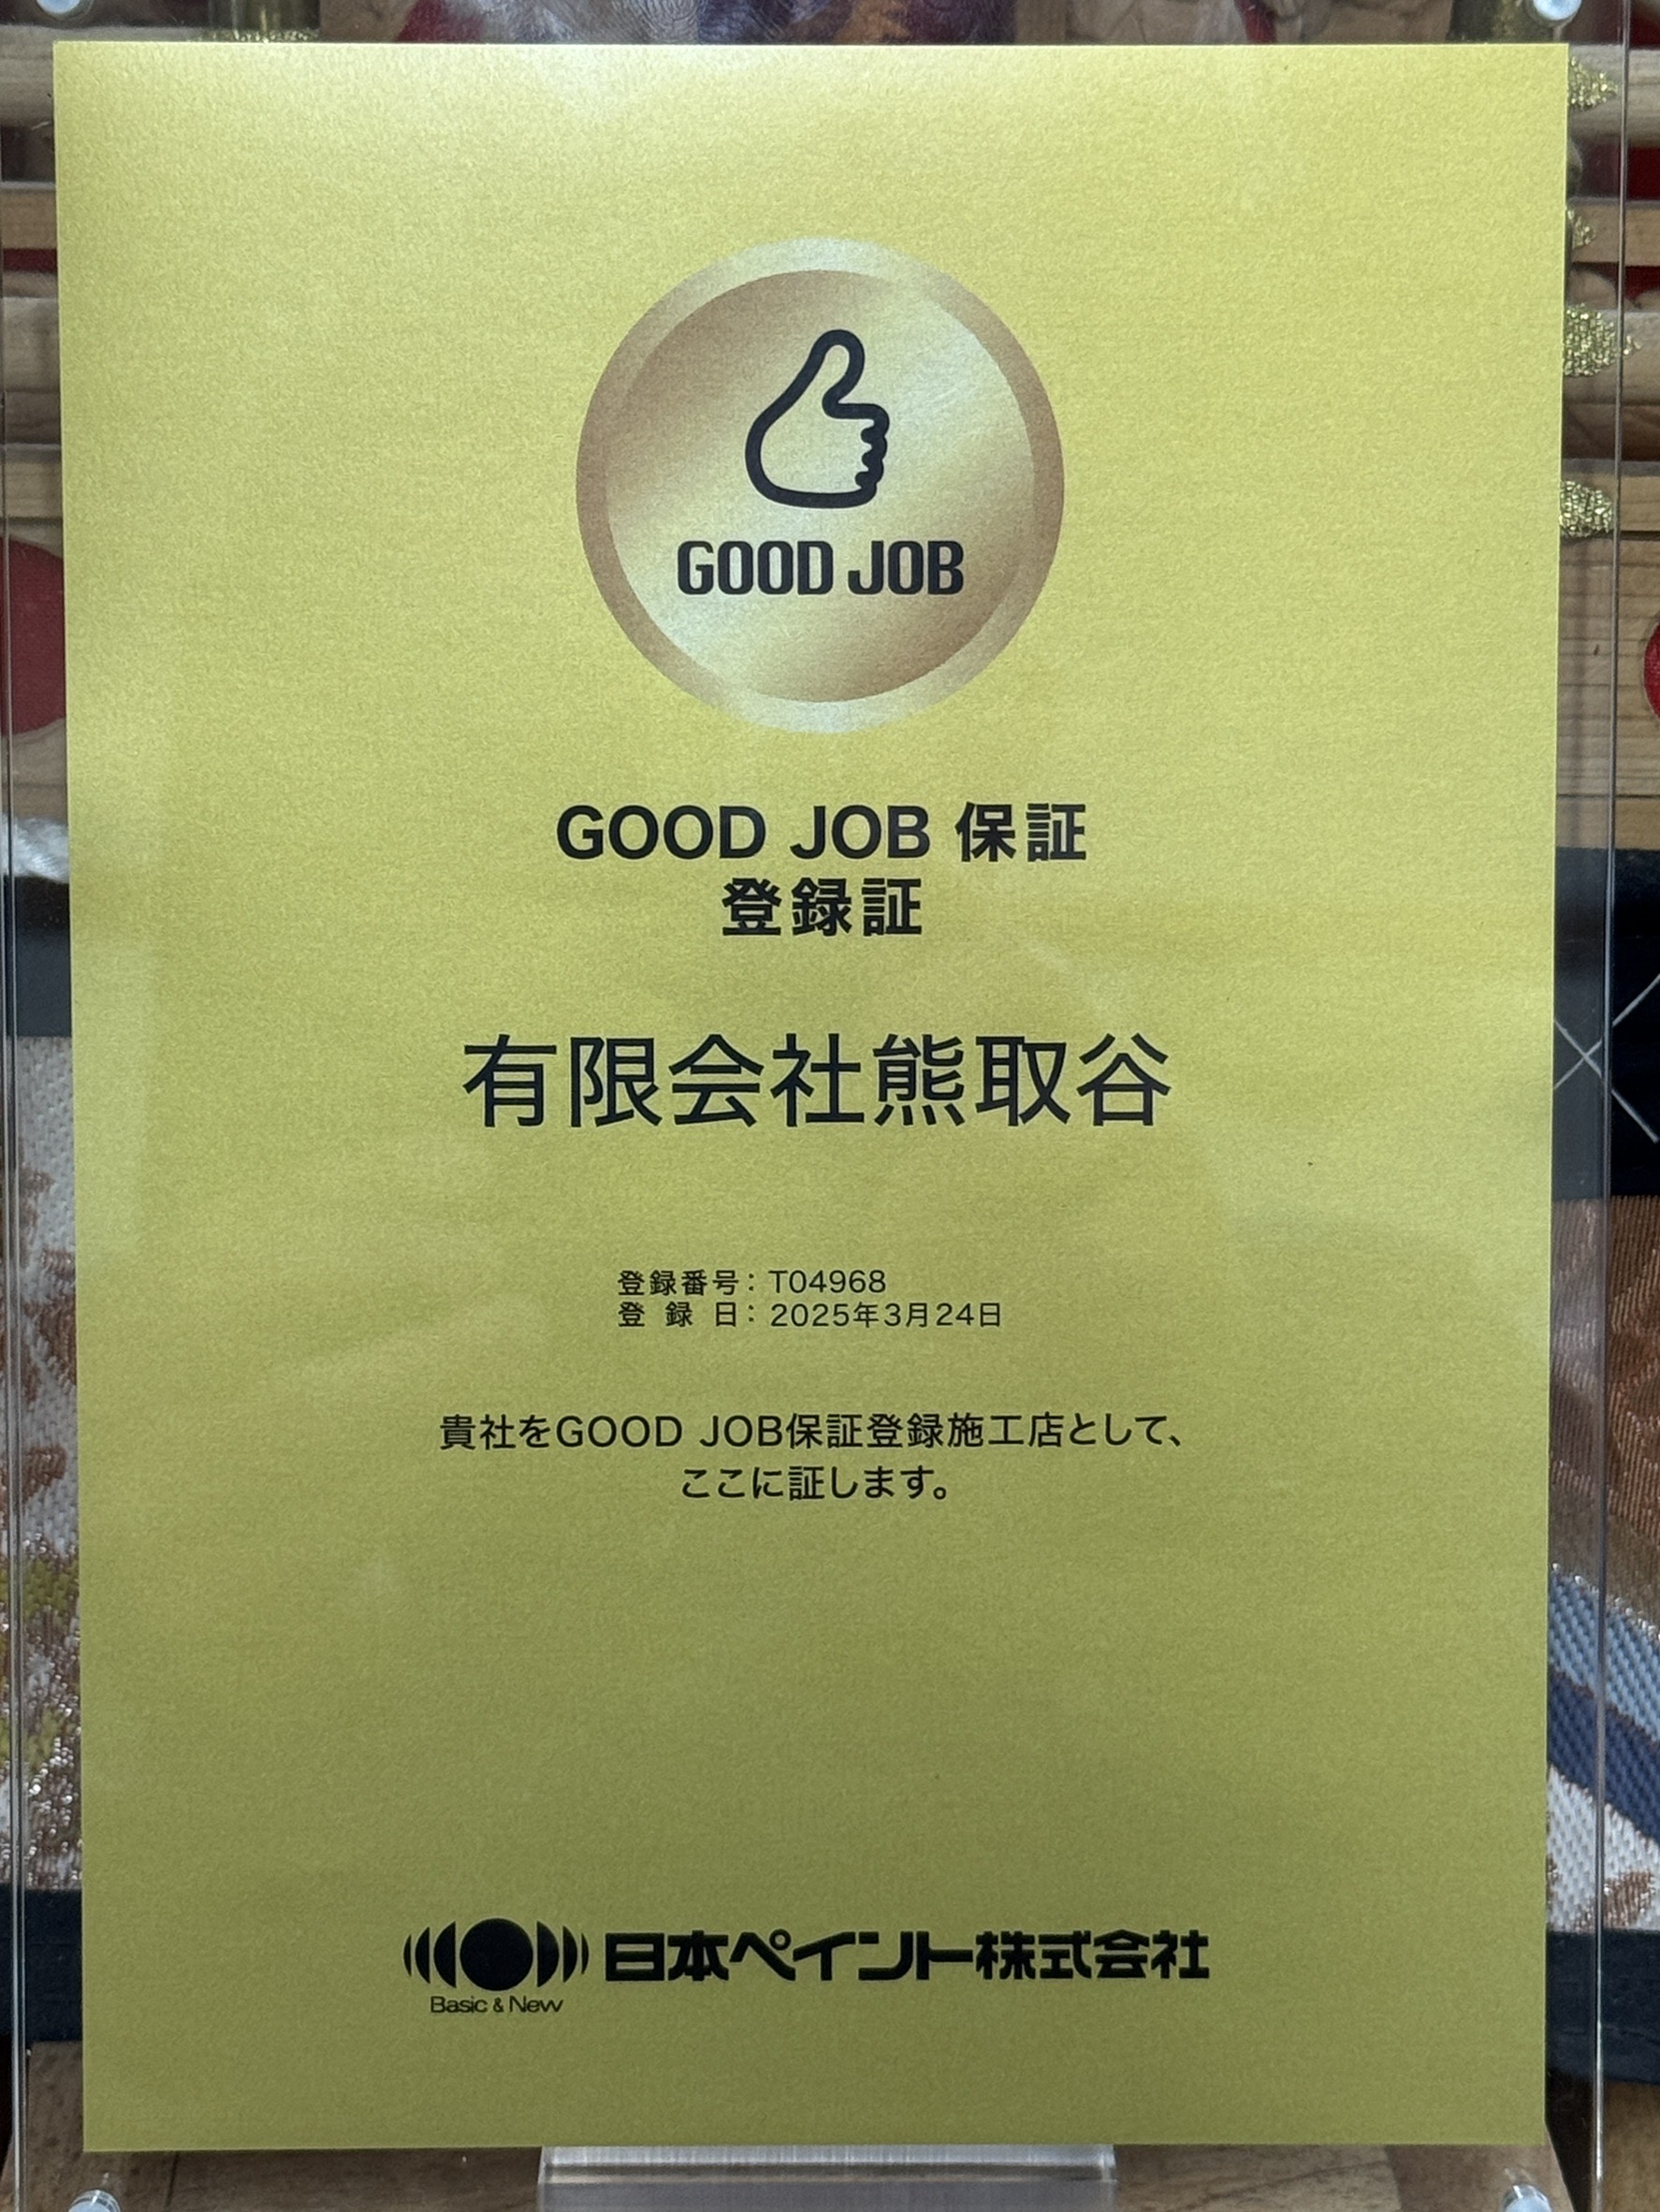 GOOD JOB
GOOD JOB 保証
登録証
有限会社熊取谷
登録番号：T04968
登 録 日：2025年3月24日
貴社をGOOD JOB保証登録施工店として、
ここに証します。
日本ペイント株式会社
Basic & New